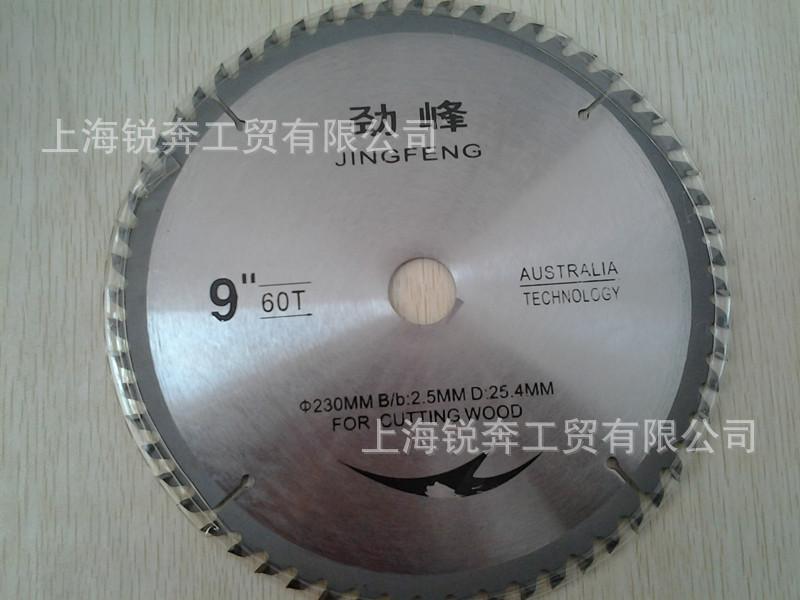 劲峰
上海锐奔工贸有限公司
JINGFENG
9" 60T
AUSTRALIA
TECHNOLOGY
Φ230MM B/b:2.5MM D:25.4MM
FOR CUTTING WOOD
上海锐奔工贸有限公司